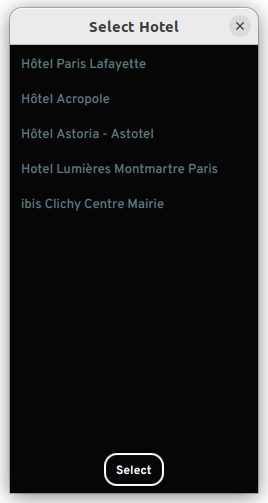 Select Hotel
Hôtel Paris Lafayette
Hôtel Acropole
Hôtel Astoria - Astotel
Hotel Lumières Montmartre Paris
ibis Clichy Centre Mairie
Select